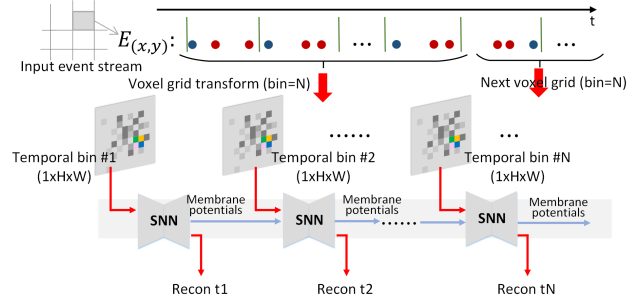 t
E(x,y):
...
...
Input event stream
Voxel grid transform (bin=N)
Next voxel grid (bin=N)
......
...
Temporal bin #1
(1xHxW)
Temporal bin #2
(1xHxW)
Temporal bin #N
(1xHxW)
SNN
Membrane
potentials
SNN
Membrane
potentials
......
SNN
Membrane
potentials
Recon t1
Recon t2
Recon tN